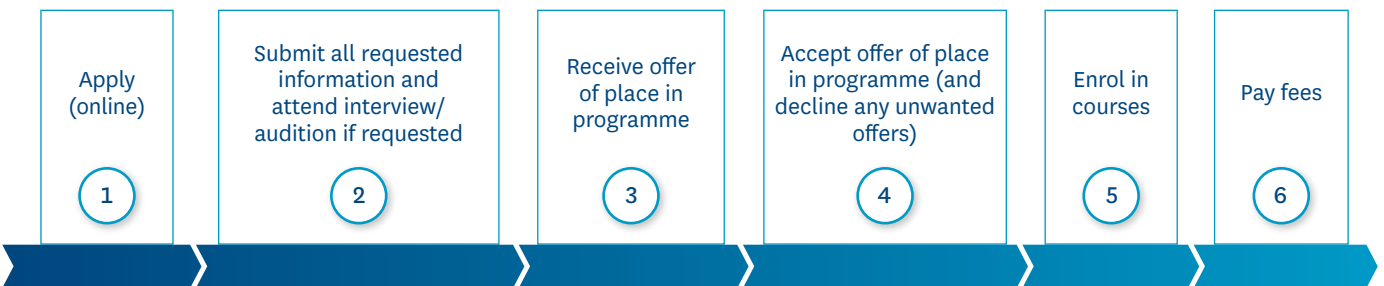 Apply
(online)
1
Submit all requested
information and
attend interview/
audition if requested
2
Receive offer
of place in
programme
3
Accept offer of place
in programme (and
decline any unwanted
offers)
4
Enrol in
courses
5
Pay fees
6